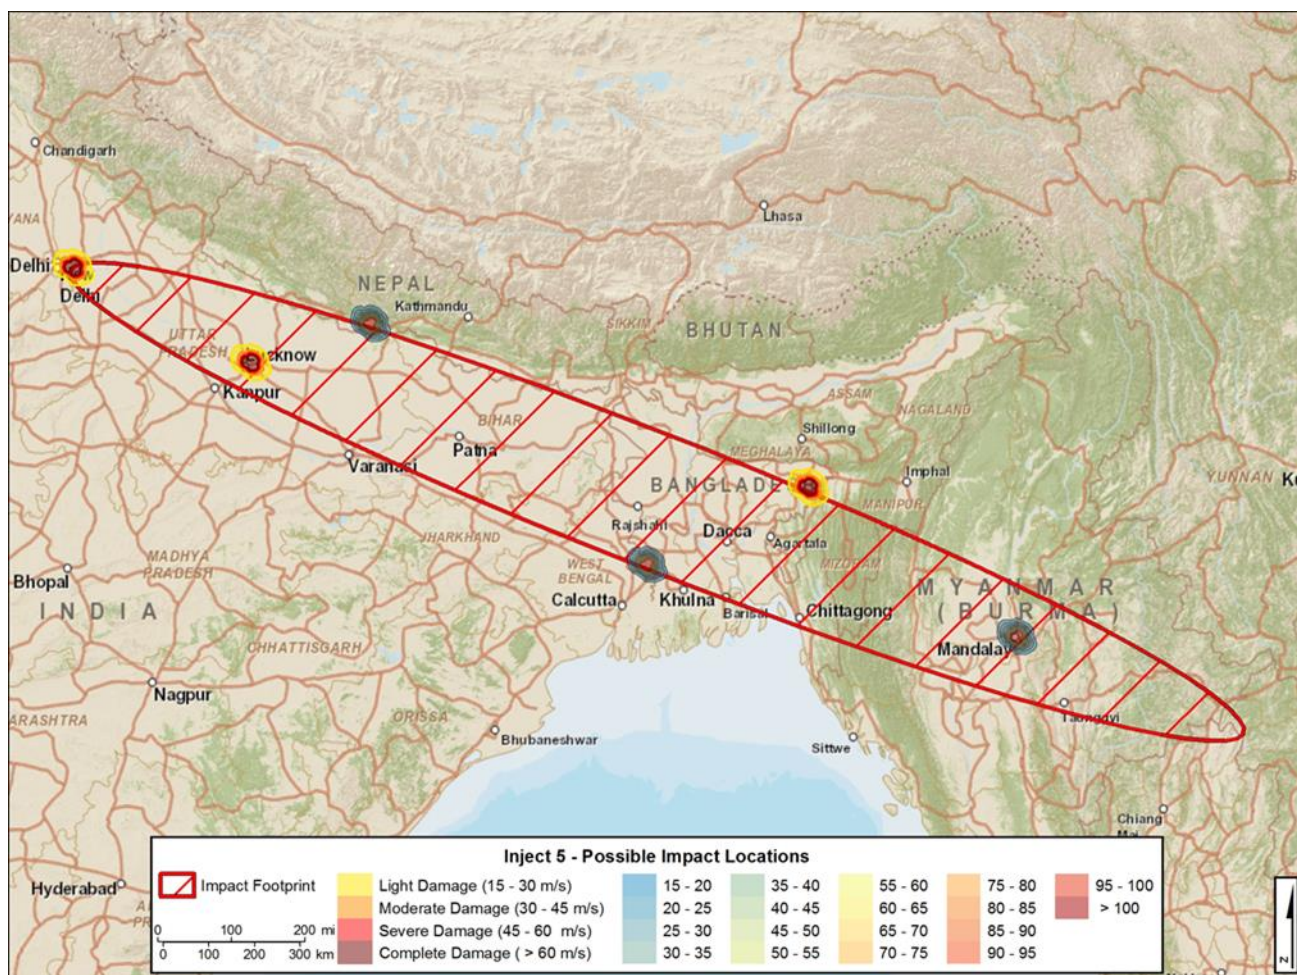 Chandigarh
YANA
Lhasa
Delhi
Delhi
NEPAL
Kathmandu
SIKKIM
BHUTAN
UTTAR
PRADESH
cknow
Kanpur
ASSAM
NAGALAND
BIHAR
Patna
Shillong
MEGHALAYA
Varanasi
Imphal
YUNNAN
BANGLADE
MANIPUR
Rajshahi
Dacca
Agartala
JHARKHAND
MADHYA
PRADESH
WEST
BENGAL
MIZORAM
Bhopal
INDIA
Calcutta
Khulna
Barisal
Chittagong
MYANMAR
(BURMA)
Mandalay
CHHATTISGARH
Nagpur
ARASHTRA
ORISSA
Bhubaneshwar
Sittwe
Chiang
Hyderabad
Inject 5 - Possible Impact Locations
Impact Footprint
Light Damage (15 - 30 m/s)
Moderate Damage (30 - 45 m/s)
Severe Damage (45 - 60 m/s)
Complete Damage ( > 60 m/s)
0 100 200 mi
0 100 200 300 km
15 - 20
20 - 25
25 - 30
30 - 35
35 - 40
40 - 45
45 - 50
50 - 55
55 - 60
60 - 65
65 - 70
70 - 75
75 - 80
80 - 85
85 - 90
90 - 95
95 - 100
> 100
N